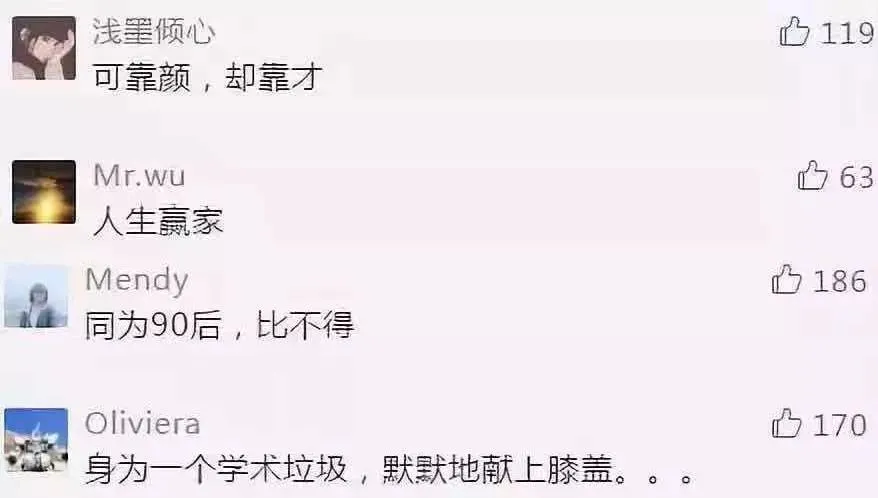 浅墨倾心
119
可靠颜，却靠才
Mr.wu
63
人生赢家
Mendy
186
同为90后，比不得
Oliviera
170
身为一个学术垃圾，默默地献上膝盖。。。